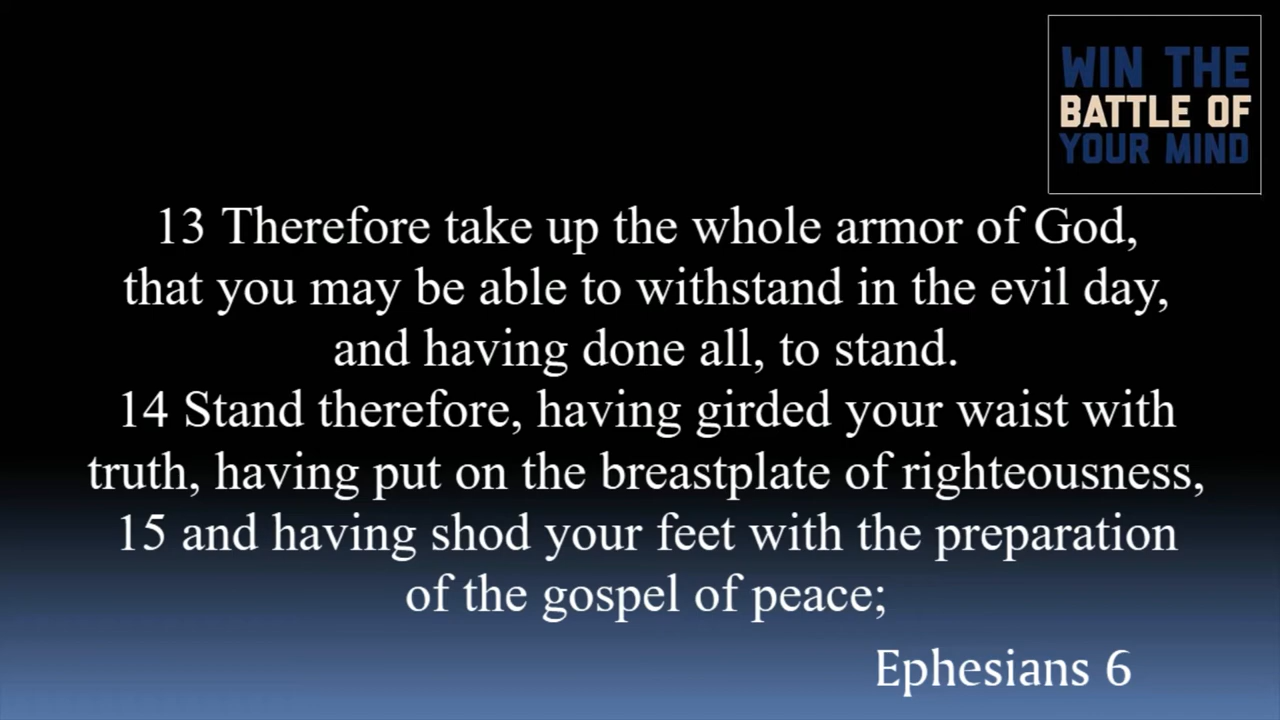 WIN THE
BATTLE OF
YOUR MIND
13 Therefore take up the whole armor of God,
that you may be able to withstand in the evil day,
and having done all, to stand.
14 Stand therefore, having girded your waist with
truth, having put on the breastplate of righteousness,
15 and having shod your feet with the preparation
of the gospel of peace;
Ephesians 6